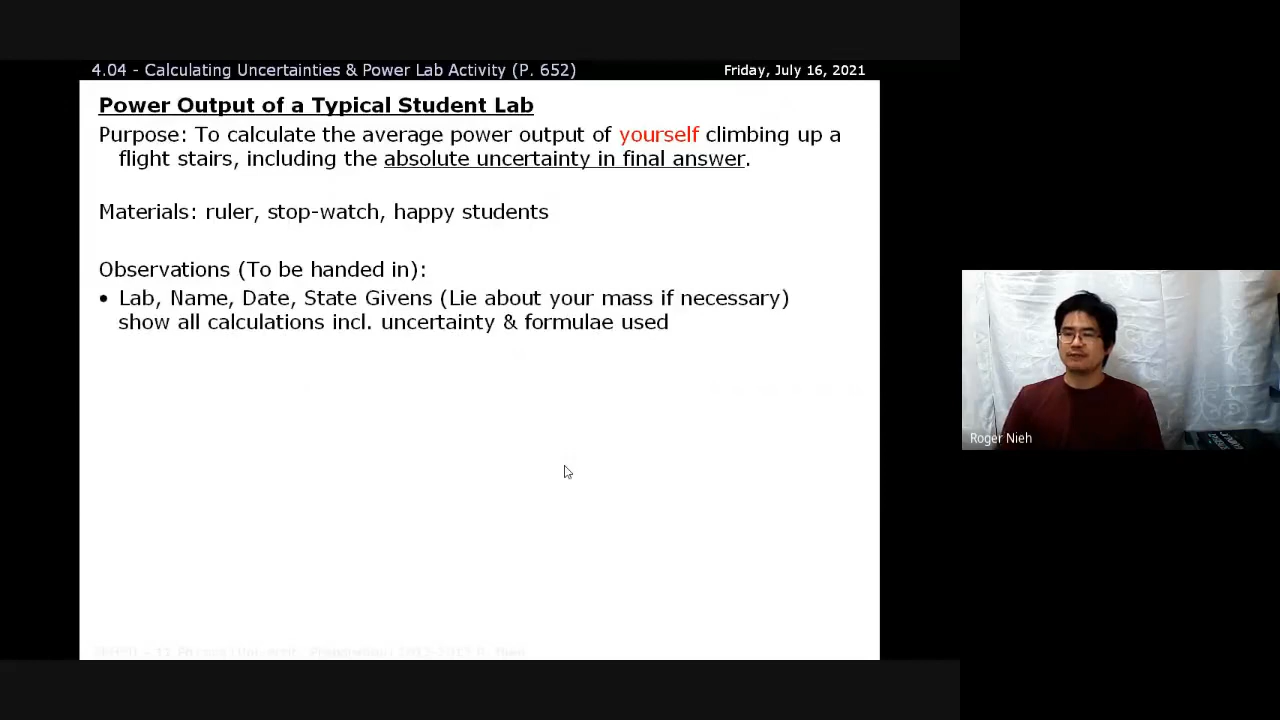 4.04 - Calculating Uncertainties & Power Lab Activity (P. 652)
Friday, July 16, 2021
Power Output of a Typical Student Lab
Purpose: To calculate the average power output of yourself climbing up a
flight stairs, including the absolute uncertainty in final answer.
Materials: ruler, stop-watch, happy students
Observations (To be handed in):
• Lab, Name, Date, State Givens (Lie about your mass if necessary)
show all calculations incl. uncertainty & formulae used
Roger Nieh